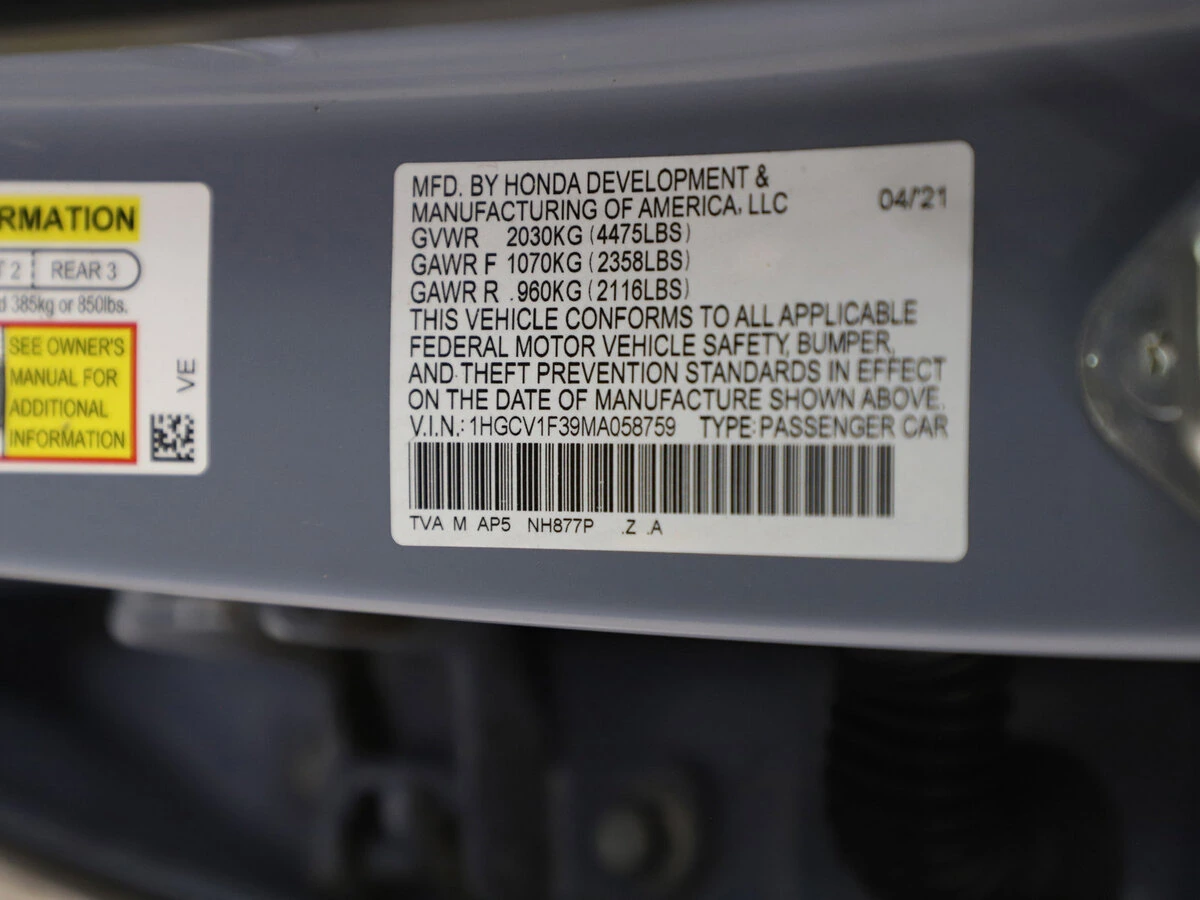 RMATION
T 2 REAR 3
385kg or 850lbs.
SEE OWNER'S
MANUAL FOR
ADDITIONAL
INFORMATION
VE
MFD. BY HONDA DEVELOPMENT &
MANUFACTURING OF AMERICA, LLC 04/'21
GVWR 2030KG (4475LBS)
GAWR F 1070KG (2358LBS)
GAWR R .960KG (2116LBS)
THIS VEHICLE CONFORMS TO ALL APPLICABLE
FEDERAL MOTOR VEHICLE SAFETY, BUMPER,
AND THEFT PREVENTION STANDARDS IN EFFECT
ON THE DATE OF MANUFACTURE SHOWN ABOVE.
V.I.N.: 1HGCV1F39MA058759 TYPE:PASSENGER CAR
TVA M AP5 NH877P .Z .A